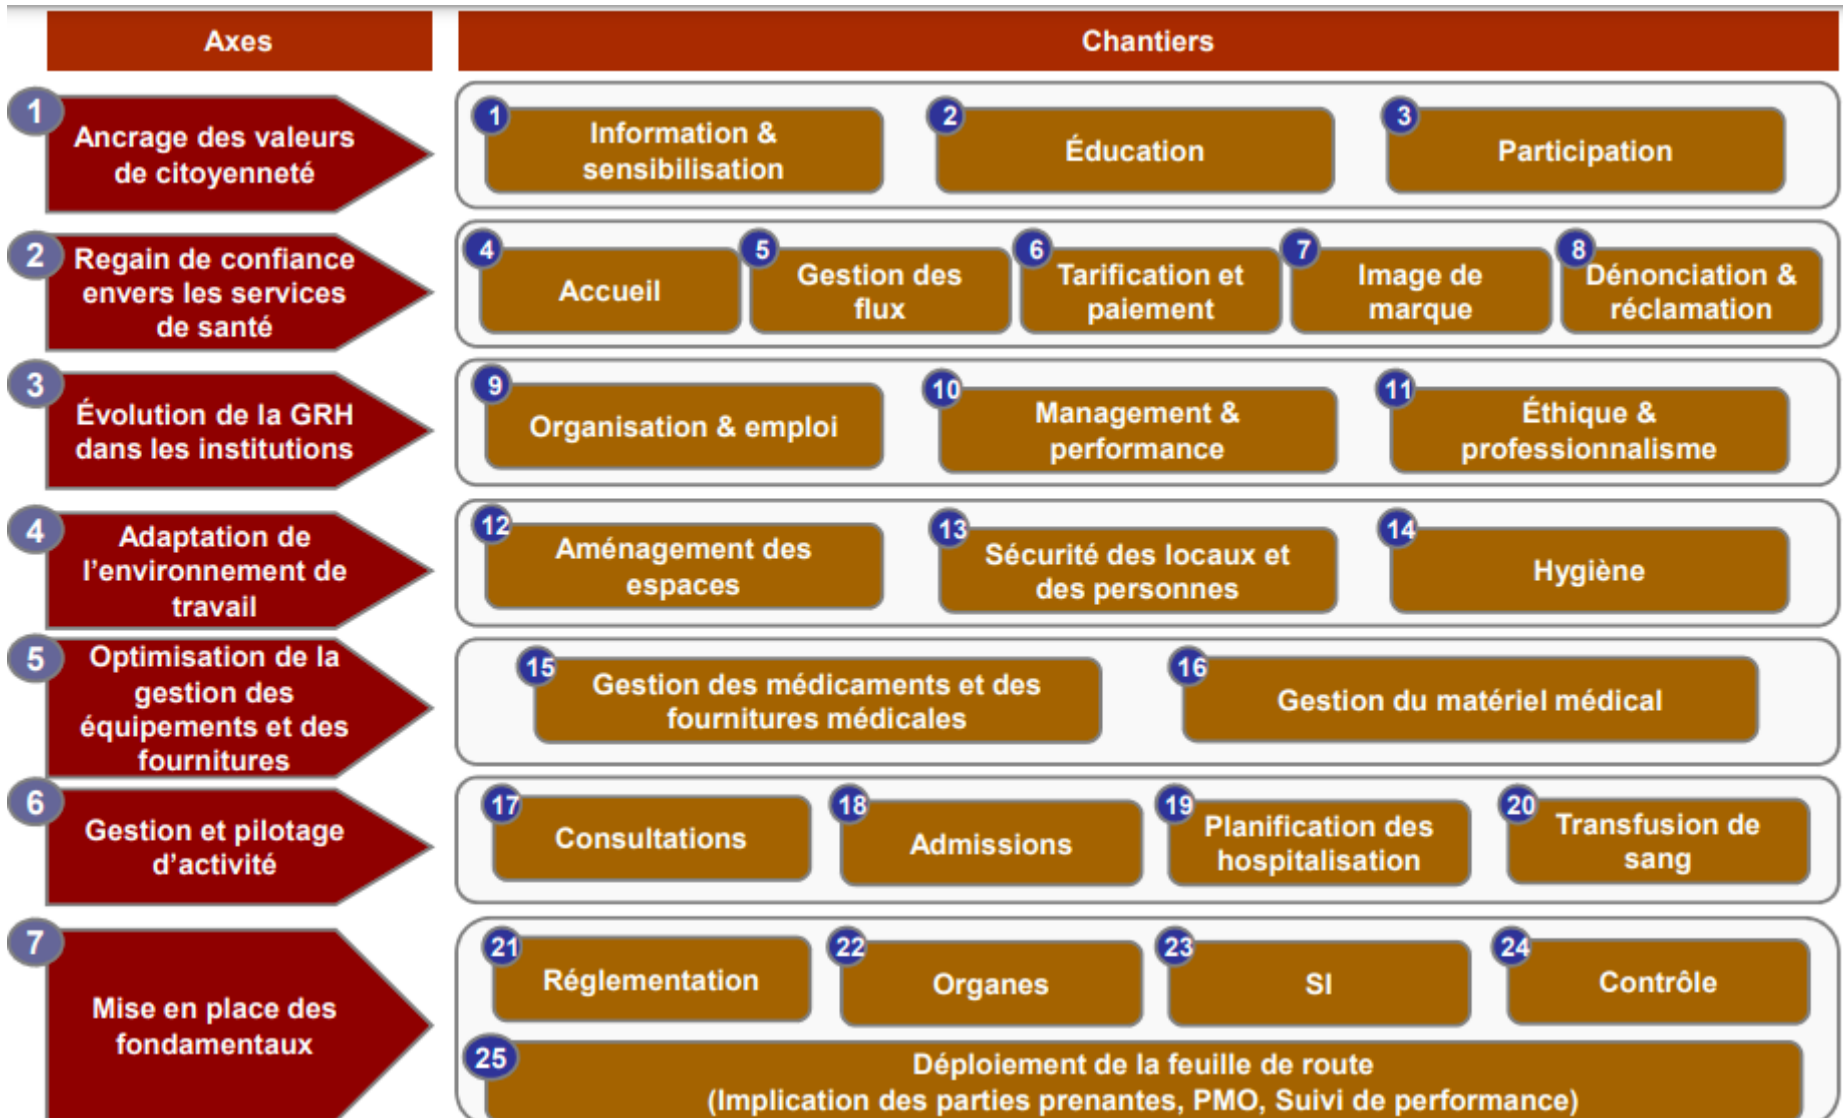 Axes
Chantiers
1
Ancrage des valeurs
de citoyenneté
1
Information &
sensibilisation
2
Éducation
3
Participation
2
Regain de confiance
envers les services
de santé
4
Accueil
5
Gestion des
flux
6
Tarification et
paiement
7
Image de
marque
8
Dénonciation &
réclamation
3
Évolution de la GRH
dans les institutions
9
Organisation & emploi
10
Management &
performance
11
Éthique &
professionnalisme
4
Adaptation de
l'environnement de
travail
12
Aménagement des
espaces
13
Sécurité des locaux et
des personnes
14
Hygiène
5
Optimisation de la
gestion des
équipements et des
fournitures
15
Gestion des médicaments et des
fournitures médicales
16
Gestion du matériel médical
6
Gestion et pilotage
d'activité
17
Consultations
18
Admissions
19
Planification des
hospitalisation
20
Transfusion de
sang
7
Mise en place des
fondamentaux
21
Réglementation
22
Organes
23
SI
24
Contrôle
25
Déploiement de la feuille de route
(Implication des parties prenantes, PMO, Suivi de performance)